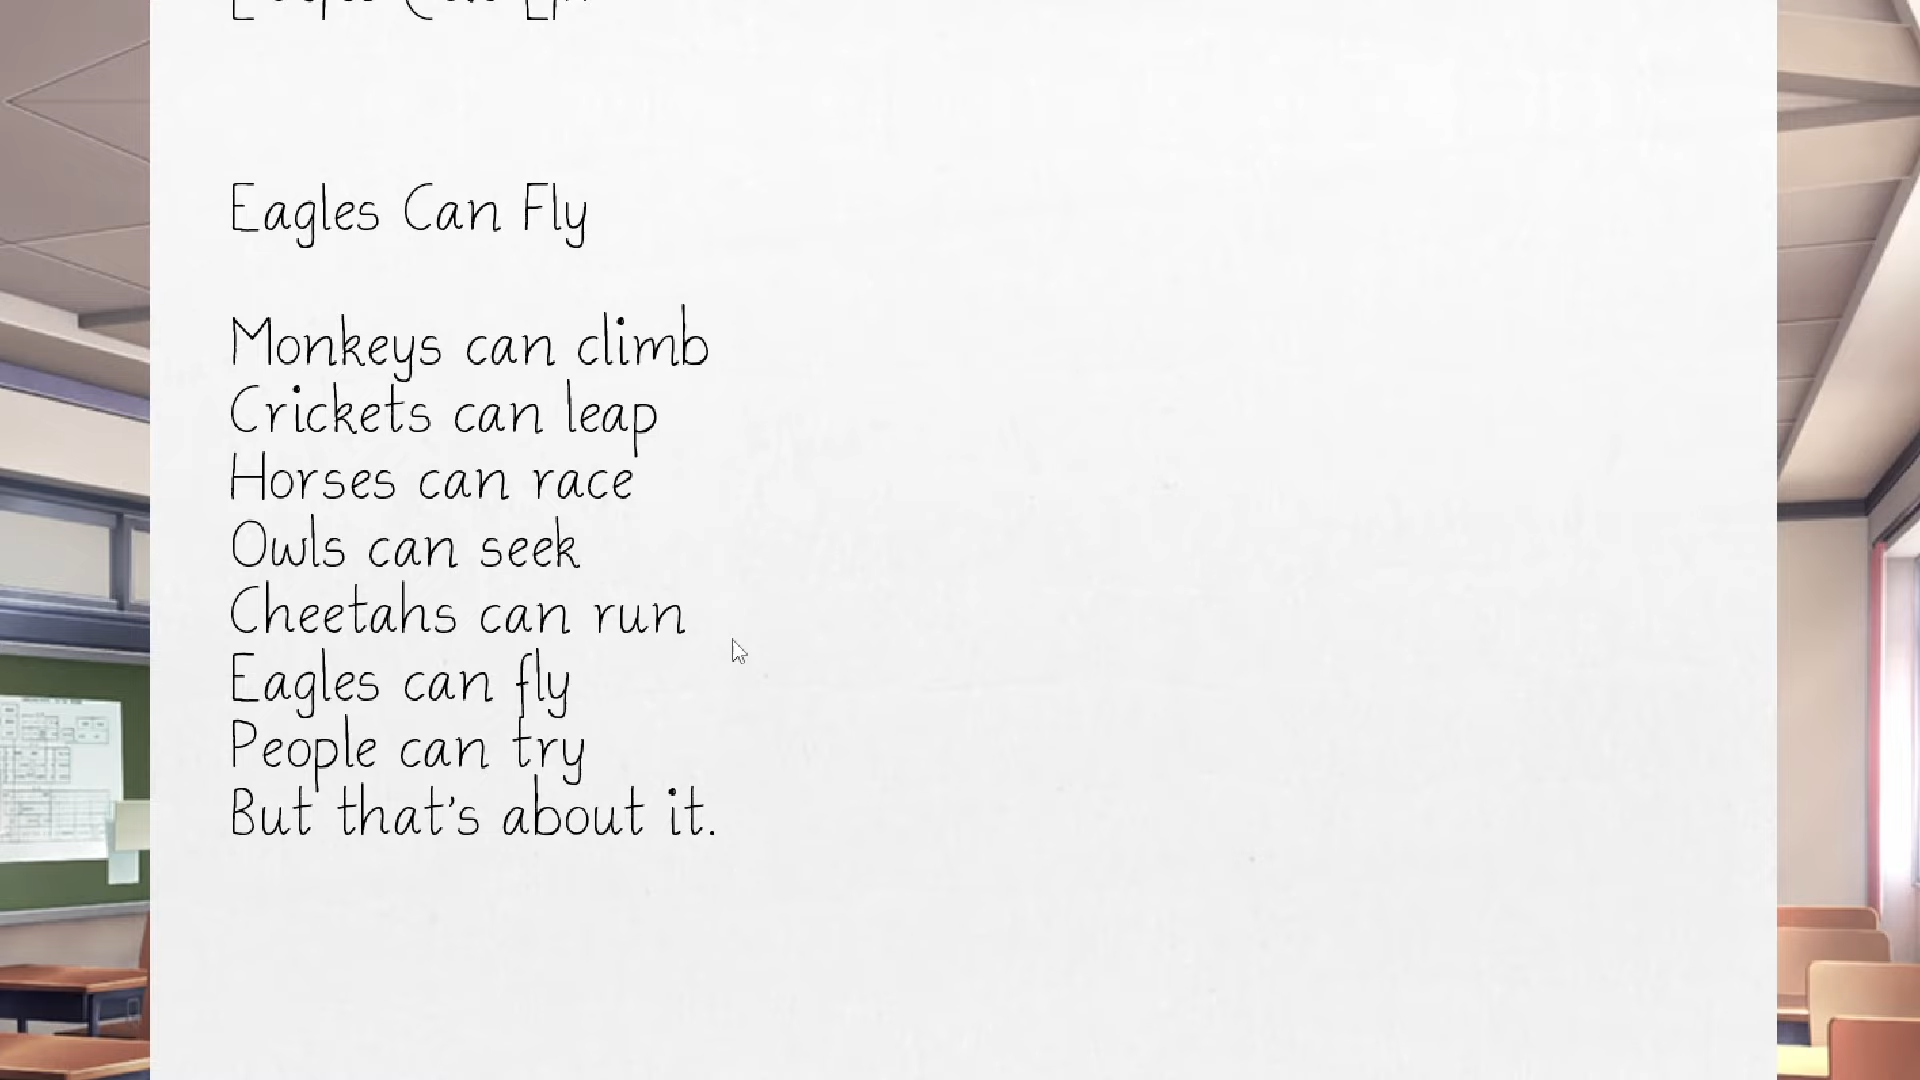 Eagles Can Fly
Monkeys can climb
Crickets can leap
Horses can race
Owls can seek
Cheetahs can run
Eagles can fly
People can try
But that's about it.